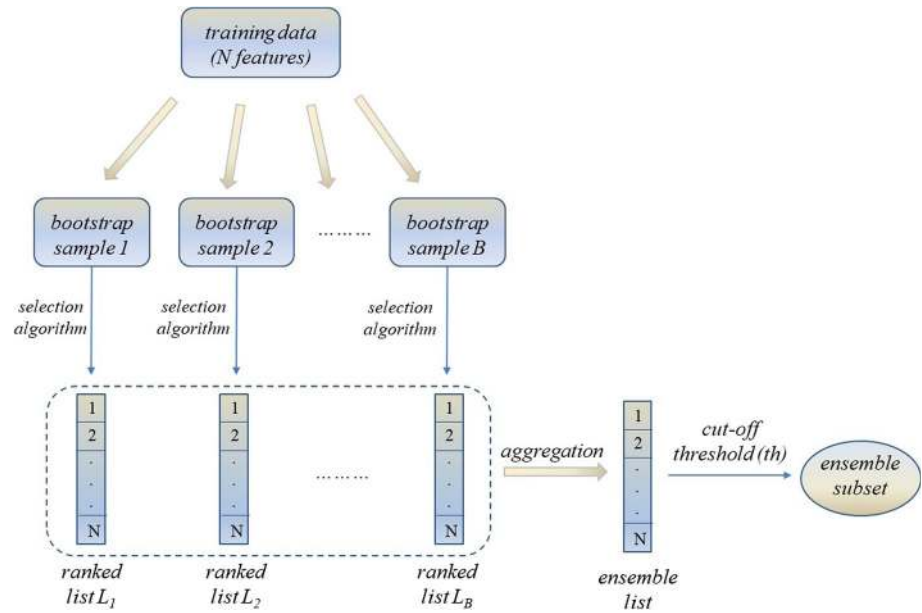 training data
(N features)
bootstrap
sample 1
bootstrap
sample 2
………
bootstrap
sample B
selection
algorithm
selection
algorithm
selection
algorithm
1
2
.
.
.
N
1
2
.
.
.
N
………
1
2
.
.
.
N
aggregation
1
2
.
.
.
N
cut-off
threshold (th)
ensemble
subset
ranked
list L₁
ranked
list L₂
ranked
list L_B
ensemble
list